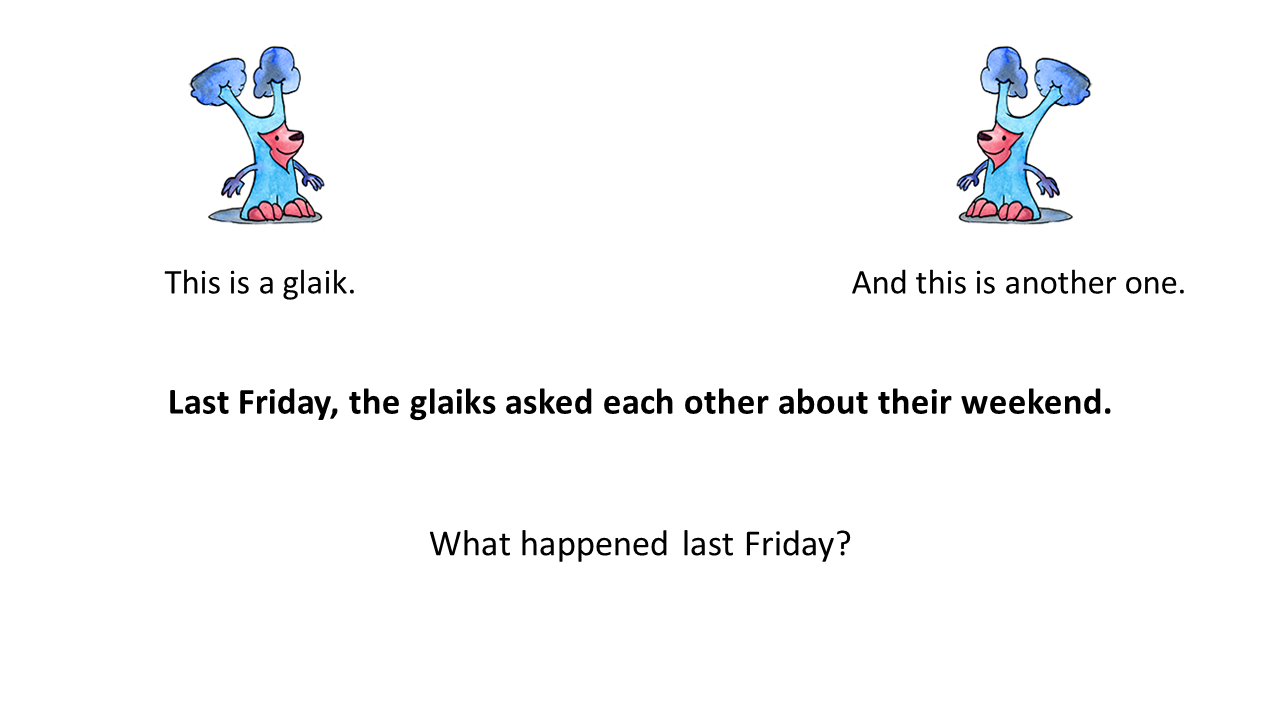 This is a glaik.
And this is another one.
Last Friday, the glaiks asked each other about their weekend.
What happened last Friday?